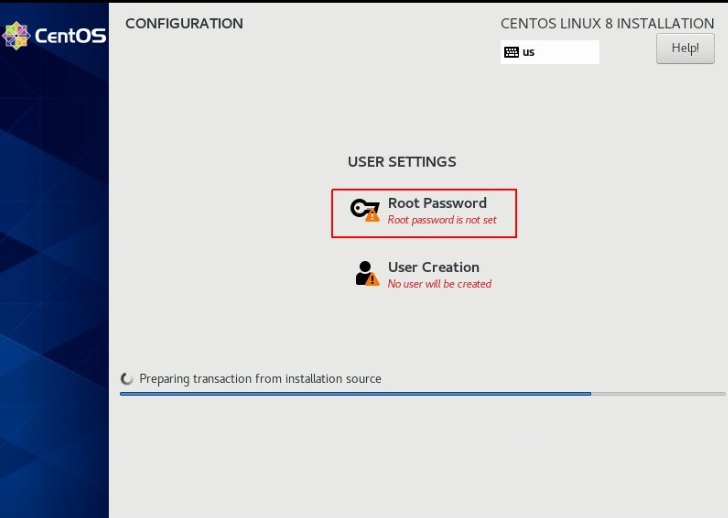 CentOS
CONFIGURATION
CENTOS LINUX 8 INSTALLATION
us
Help!
USER SETTINGS
Root Password
Root password is not set
User Creation
No user will be created
Preparing transaction from installation source